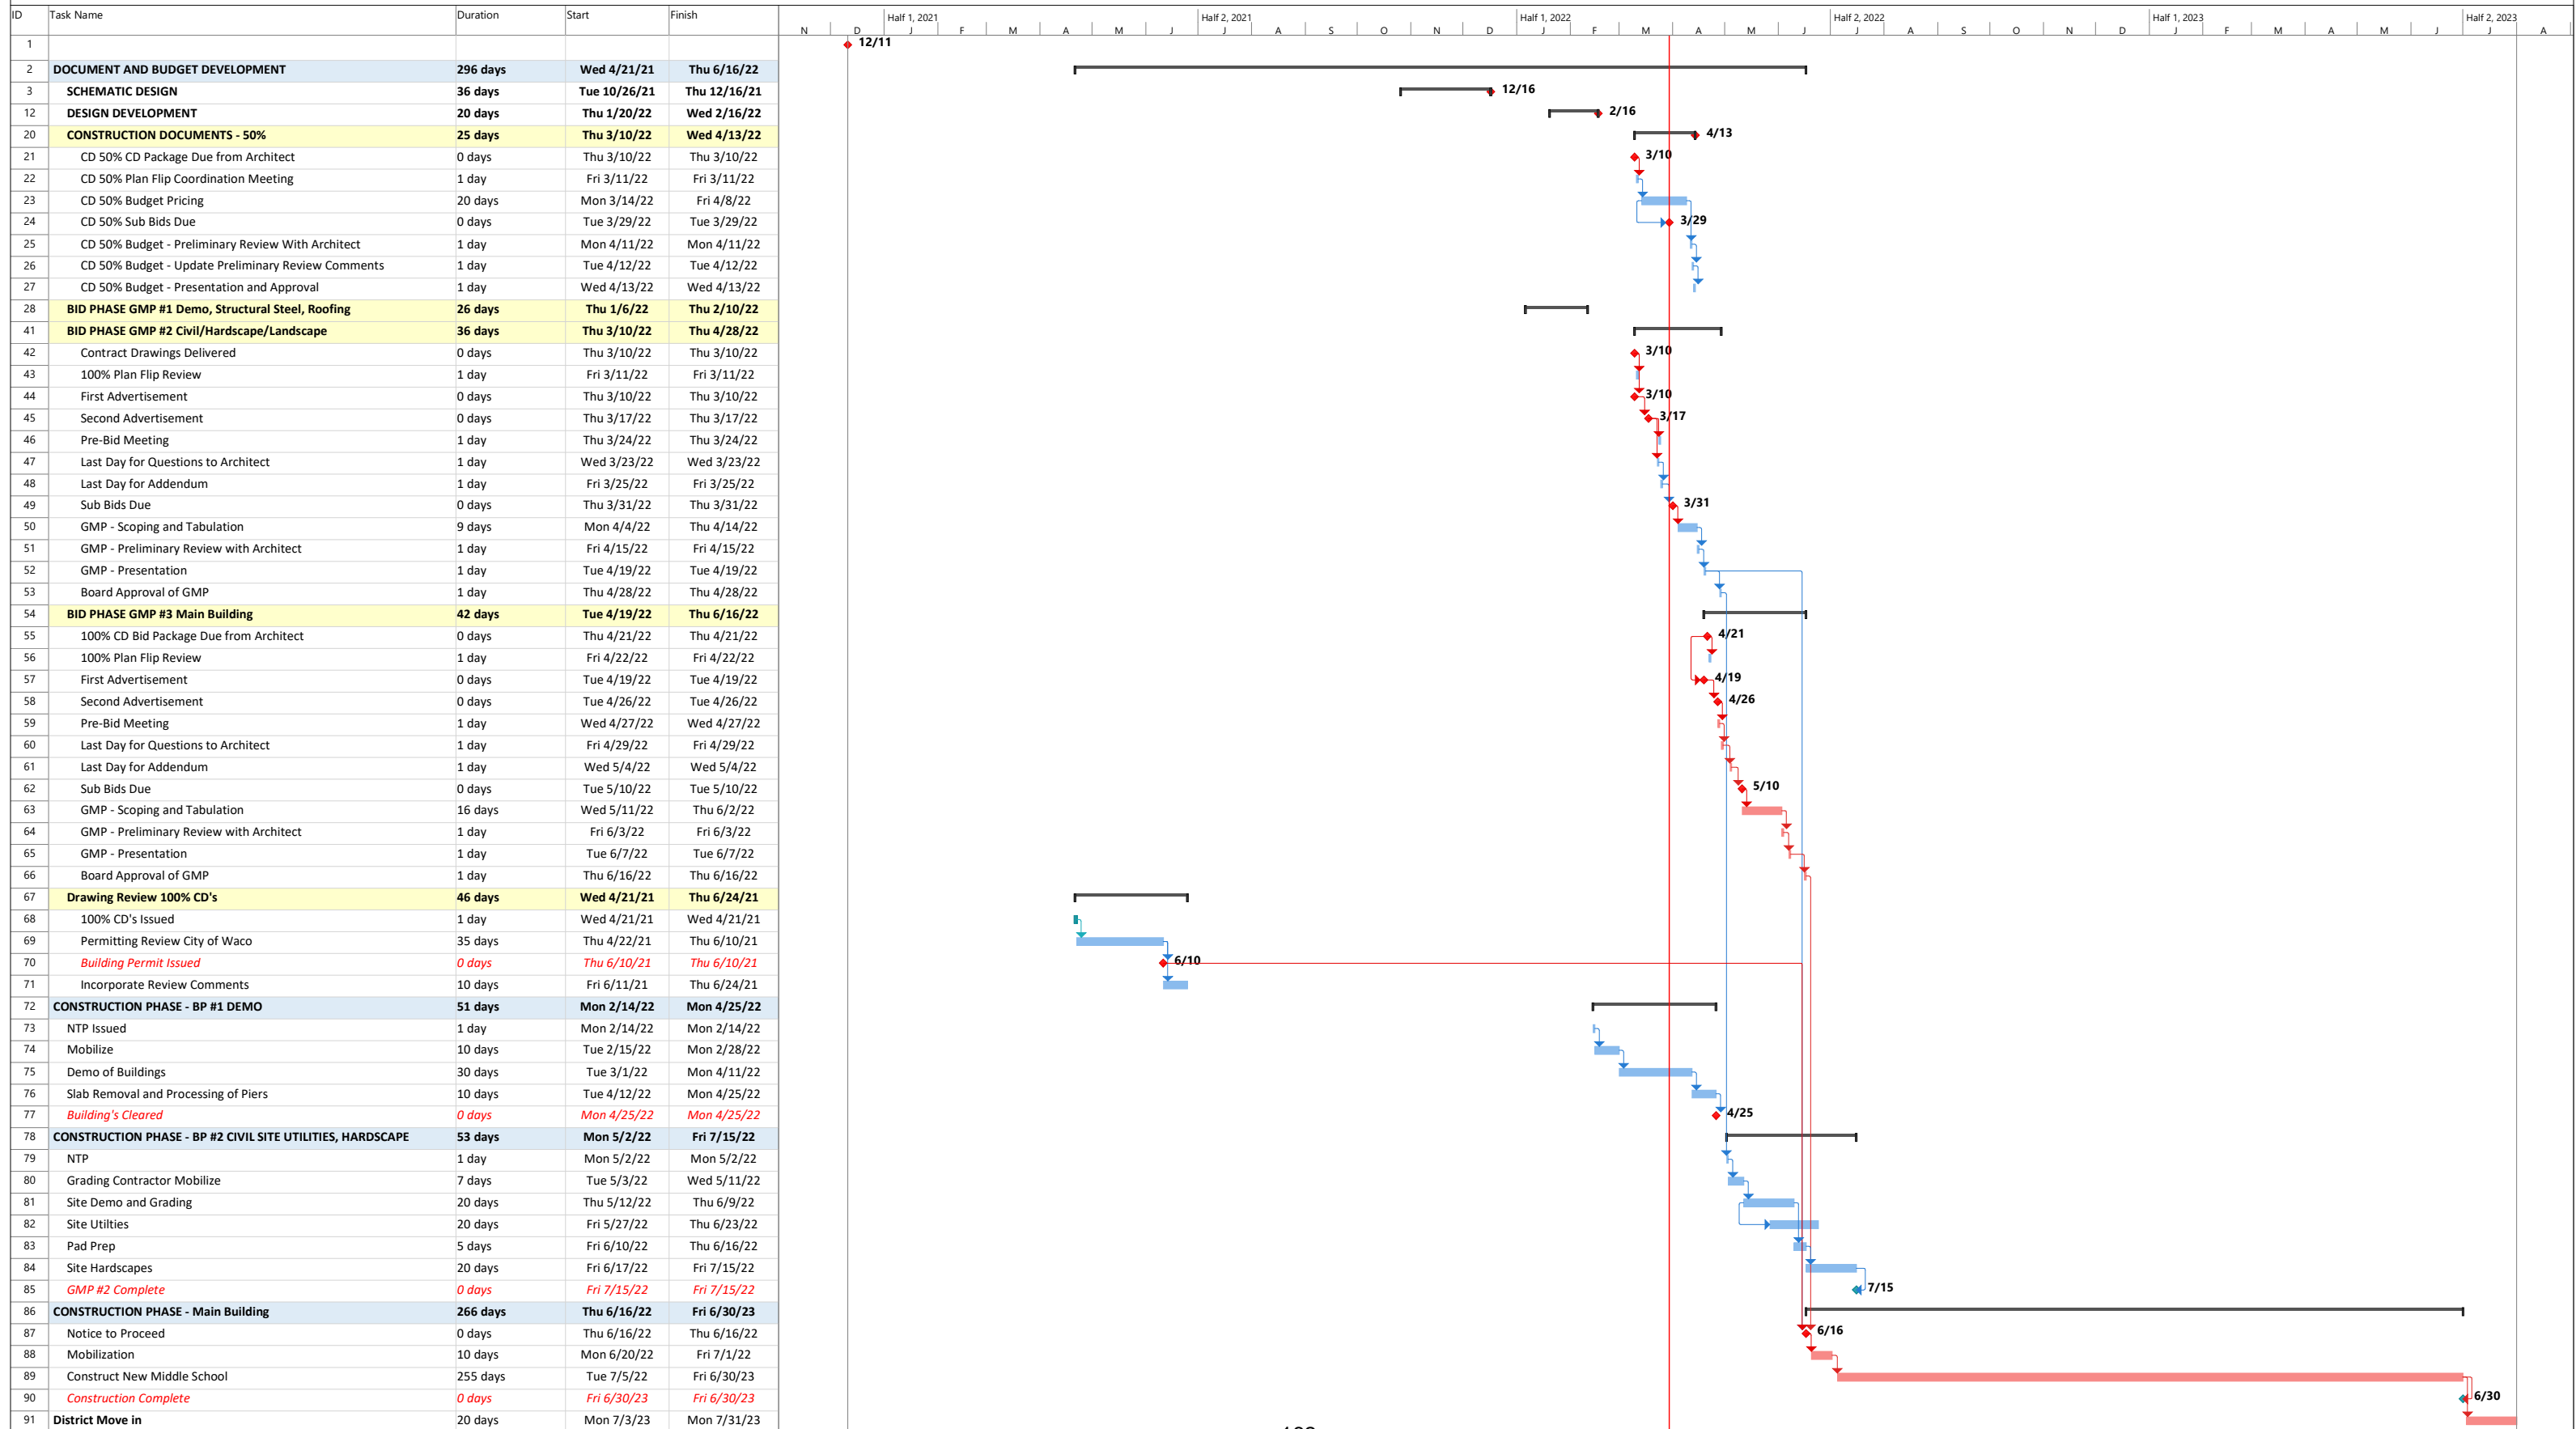 ID Task Name Duration Start Finish Half 1, 2021 Half 2, 2021 Half 1, 2022 Half 2, 2022 Half 1, 2023 Half 2, 2023
N D J F M A M J J A S O N D J F M A M J J A S O N D J F M A M J J A
1 12/11
2 DOCUMENT AND BUDGET DEVELOPMENT 296 days Wed 4/21/21 Thu 6/16/22
3 SCHEMATIC DESIGN 36 days Tue 10/26/21 Thu 12/16/21 12/16
12 DESIGN DEVELOPMENT 20 days Thu 1/20/22 Wed 2/16/22 2/16
20 CONSTRUCTION DOCUMENTS - 50% 25 days Thu 3/10/22 Wed 4/13/22 4/13
21 CD 50% CD Package Due from Architect 0 days Thu 3/10/22 Thu 3/10/22 3/10
22 CD 50% Plan Flip Coordination Meeting 1 day Fri 3/11/22 Fri 3/11/22
23 CD 50% Budget Pricing 20 days Mon 3/14/22 Fri 4/8/22
24 CD 50% Sub Bids Due 0 days Tue 3/29/22 Tue 3/29/22 3/29
25 CD 50% Budget - Preliminary Review With Architect 1 day Mon 4/11/22 Mon 4/11/22
26 CD 50% Budget - Update Preliminary Review Comments 1 day Tue 4/12/22 Tue 4/12/22
27 CD 50% Budget - Presentation and Approval 1 day Wed 4/13/22 Wed 4/13/22
28 BID PHASE GMP #1 Demo, Structural Steel, Roofing 26 days Thu 1/6/22 Thu 2/10/22
41 BID PHASE GMP #2 Civil/Hardscape/Landscape 36 days Thu 3/10/22 Thu 4/28/22
42 Contract Drawings Delivered 0 days Thu 3/10/22 Thu 3/10/22 3/10
43 100% Plan Flip Review 1 day Fri 3/11/22 Fri 3/11/22
44 First Advertisement 0 days Thu 3/10/22 Thu 3/10/22 3/10
45 Second Advertisement 0 days Thu 3/17/22 Thu 3/17/22 3/17
46 Pre-Bid Meeting 1 day Thu 3/24/22 Thu 3/24/22
47 Last Day for Questions to Architect 1 day Wed 3/23/22 Wed 3/23/22
48 Last Day for Addendum 1 day Fri 3/25/22 Fri 3/25/22
49 Sub Bids Due 0 days Thu 3/31/22 Thu 3/31/22 3/31
50 GMP - Scoping and Tabulation 9 days Mon 4/4/22 Thu 4/14/22
51 GMP - Preliminary Review with Architect 1 day Fri 4/15/22 Fri 4/15/22
52 GMP - Presentation 1 day Tue 4/19/22 Tue 4/19/22
53 Board Approval of GMP 1 day Thu 4/28/22 Thu 4/28/22
54 BID PHASE GMP #3 Main Building 42 days Tue 4/19/22 Thu 6/16/22
55 100% CD Bid Package Due from Architect 0 days Thu 4/21/22 Thu 4/21/22 4/21
56 100% Plan Flip Review 1 day Fri 4/22/22 Fri 4/22/22
57 First Advertisement 0 days Tue 4/19/22 Tue 4/19/22 4/19
58 Second Advertisement 0 days Tue 4/26/22 Tue 4/26/22 4/26
59 Pre-Bid Meeting 1 day Wed 4/27/22 Wed 4/27/22
60 Last Day for Questions to Architect 1 day Fri 4/29/22 Fri 4/29/22
61 Last Day for Addendum 1 day Wed 5/4/22 Wed 5/4/22
62 Sub Bids Due 0 days Tue 5/10/22 Tue 5/10/22 5/10
63 GMP - Scoping and Tabulation 16 days Wed 5/11/22 Thu 6/2/22
64 GMP - Preliminary Review with Architect 1 day Fri 6/3/22 Fri 6/3/22
65 GMP - Presentation 1 day Tue 6/7/22 Tue 6/7/22
66 Board Approval of GMP 1 day Thu 6/16/22 Thu 6/16/22
67 Drawing Review 100% CD's 46 days Wed 4/21/21 Thu 6/24/21
68 100% CD's Issued 1 day Wed 4/21/21 Wed 4/21/21
69 Permitting Review City of Waco 35 days Thu 4/22/21 Thu 6/10/21
70 Building Permit Issued 0 days Thu 6/10/21 Thu 6/10/21 6/10
71 Incorporate Review Comments 10 days Fri 6/11/21 Thu 6/24/21
72 CONSTRUCTION PHASE - BP #1 DEMO 51 days Mon 2/14/22 Mon 4/25/22
73 NTP Issued 1 day Mon 2/14/22 Mon 2/14/22
74 Mobilize 10 days Tue 2/15/22 Mon 2/28/22
75 Demo of Buildings 30 days Tue 3/1/22 Mon 4/11/22
76 Slab Removal and Processing of Piers 10 days Tue 4/12/22 Mon 4/25/22
77 Building's Cleared 0 days Mon 4/25/22 Mon 4/25/22 4/25
78 CONSTRUCTION PHASE - BP #2 CIVIL SITE UTILITIES, HARDSCAPE 53 days Mon 5/2/22 Fri 7/15/22
79 NTP 1 day Mon 5/2/22 Mon 5/2/22
80 Grading Contractor Mobilize 7 days Tue 5/3/22 Wed 5/11/22
81 Site Demo and Grading 20 days Thu 5/12/22 Thu 6/9/22
82 Site Utilties 20 days Fri 5/27/22 Thu 6/23/22
83 Pad Prep 5 days Fri 6/10/22 Thu 6/16/22
84 Site Hardscapes 20 days Fri 6/17/22 Fri 7/15/22
85 GMP #2 Complete 0 days Fri 7/15/22 Fri 7/15/22 7/15
86 CONSTRUCTION PHASE - Main Building 266 days Thu 6/16/22 Fri 6/30/23
87 Notice to Proceed 0 days Thu 6/16/22 Thu 6/16/22 6/16
88 Mobilization 10 days Mon 6/20/22 Fri 7/1/22
89 Construct New Middle School 255 days Tue 7/5/22 Fri 6/30/23
90 Construction Complete 0 days Fri 6/30/23 Fri 6/30/23 6/30
91 District Move in 20 days Mon 7/3/23 Mon 7/31/23